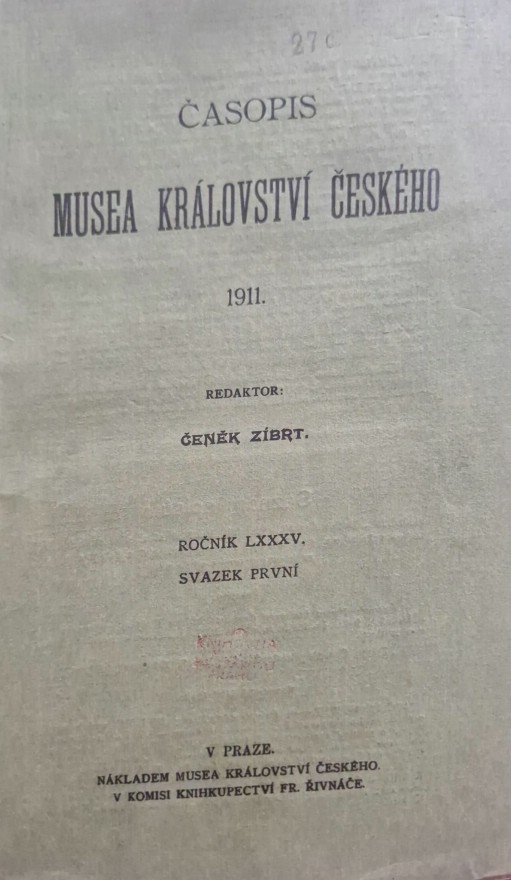 ČASOPIS
MUSEA KRÁLOVSTVÍ ČESKÉHO
1911.
REDAKTOR:
ČENĚK ZÍBRT.
ROČNÍK LXXXV.
SVAZEK PRVNÍ
V PRAZE.
NÁKLADEM MUSEA KRÁLOVSTVÍ ČESKÉHO.
V KOMISI KNIHKUPECTVÍ FR. ŘIVNÁČE.